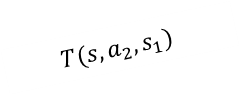 T(s, a₂, s₁)